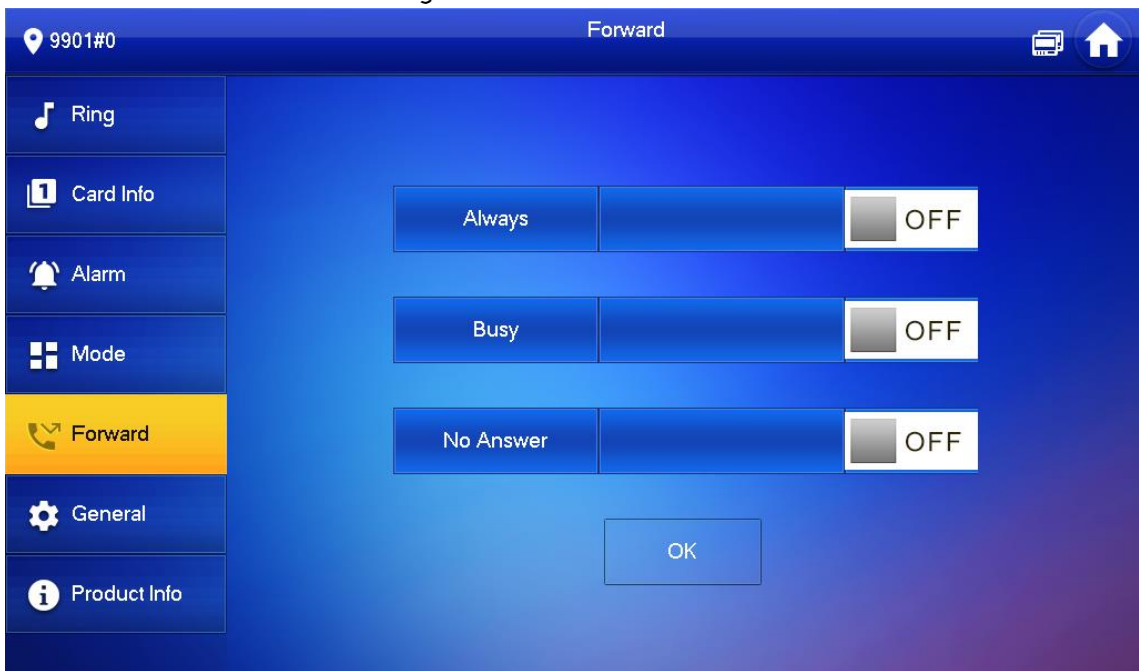 9901#0
Forward
Ring
1
Card Info
Alarm
Mode
Forward
General
i
Product Info
Always
OFF
Busy
OFF
No Answer
OFF
OK